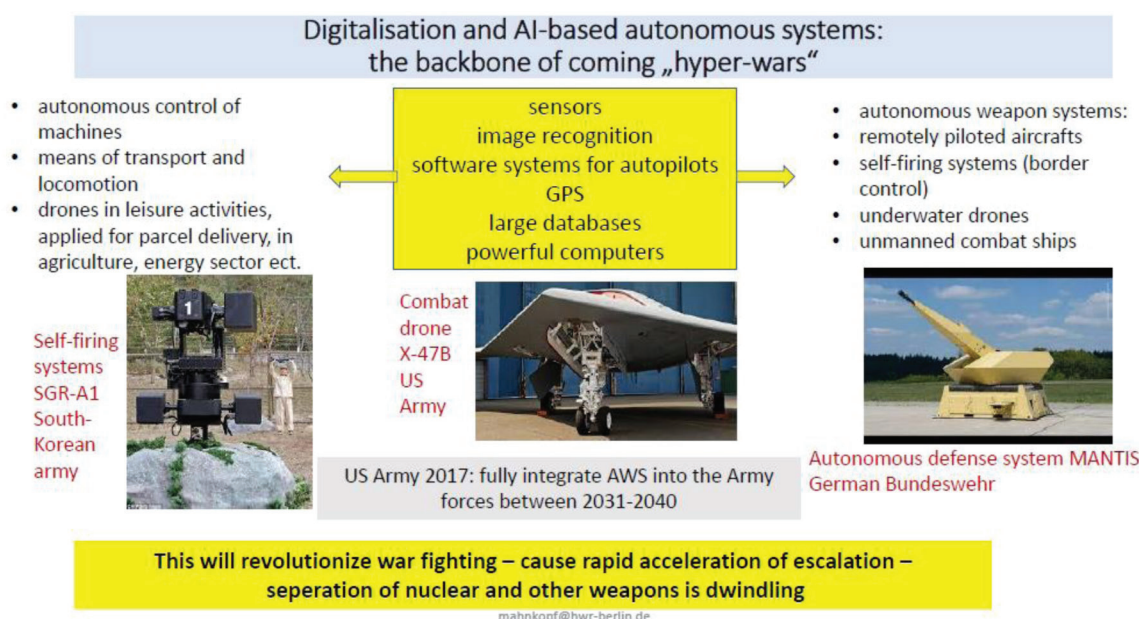 Digitalisation and AI-based autonomous systems:
the backbone of coming „hyper-wars“
• autonomous control of
machines
• means of transport and
locomotion
• drones in leisure activities,
applied for parcel delivery, in
agriculture, energy sector ect.
sensors
image recognition
software systems for autopilots
GPS
large databases
powerful computers
• autonomous weapon systems:
• remotely piloted aircrafts
• self-firing systems (border
control)
• underwater drones
• unmanned combat ships
Self-firing
systems
SGR-A1
South-
Korean
army
1
Combat
drone
X-47B
US
Army
Autonomous defense system MANTIS
German Bundeswehr
US Army 2017: fully integrate AWS into the Army
forces between 2031-2040
This will revolutionize war fighting – cause rapid acceleration of escalation –
seperation of nuclear and other weapons is dwindling
mahnkopf@hwr-berlin.de